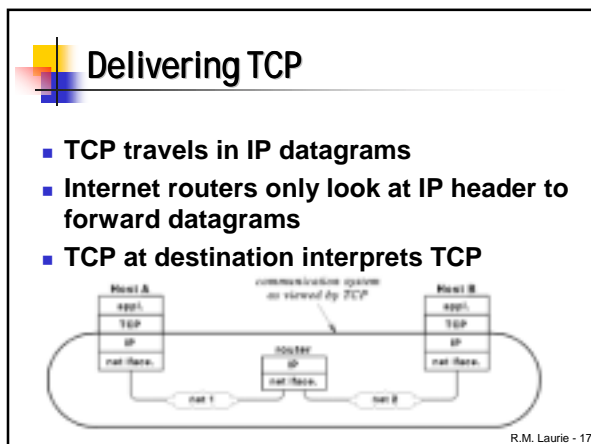 Delivering TCP
TCP travels in IP datagrams
Internet routers only look at IP header to
forward datagrams
TCP at destination interprets TCP
Host A
communication system
as viewed by TCP
Host B
appl.
appl.
TCP
TCP
IP
router
IP
net iface.
IP
net iface.
net iface.
net 1
net 2
R.M. Laurie - 17